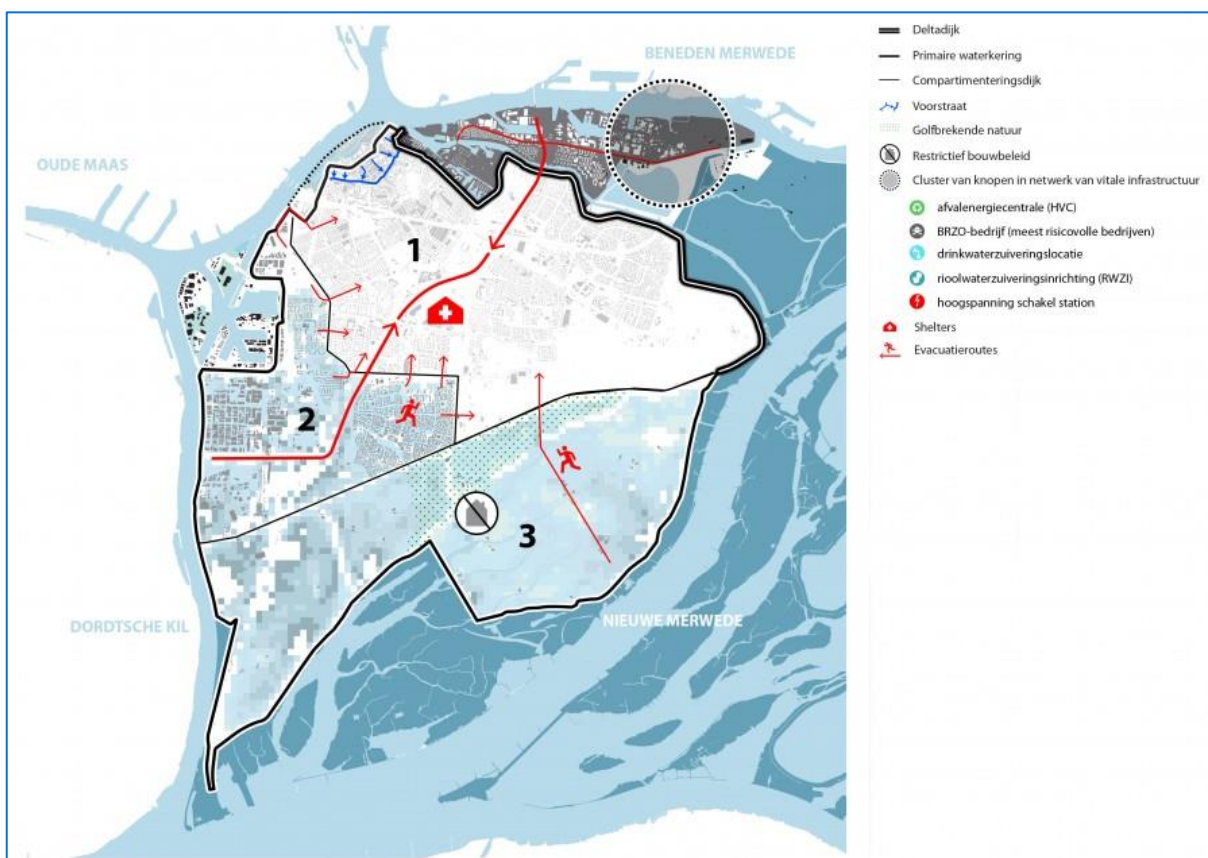 BENEDEN MERWEDE
OUDE MAAS
1
2
3
DORDTSCHE KIL
NIEUWE MERWEDE
Deltadijk
Primaire waterkering
Compartimenteringsdijk
Voorstraat
Golfbrekende natuur
Restrictief bouwbeleid
Cluster van knopen in netwerk van vitale infrastructuur
afvalenergiecentrale (HVC)
BRZO-bedrijf (meest risicovolle bedrijven)
drinkwaterzuiveringslocatie
rioolwaterzuiveringsinrichting (RWZI)
hoogspanning schakel station
Shelters
Evacuatieroutes